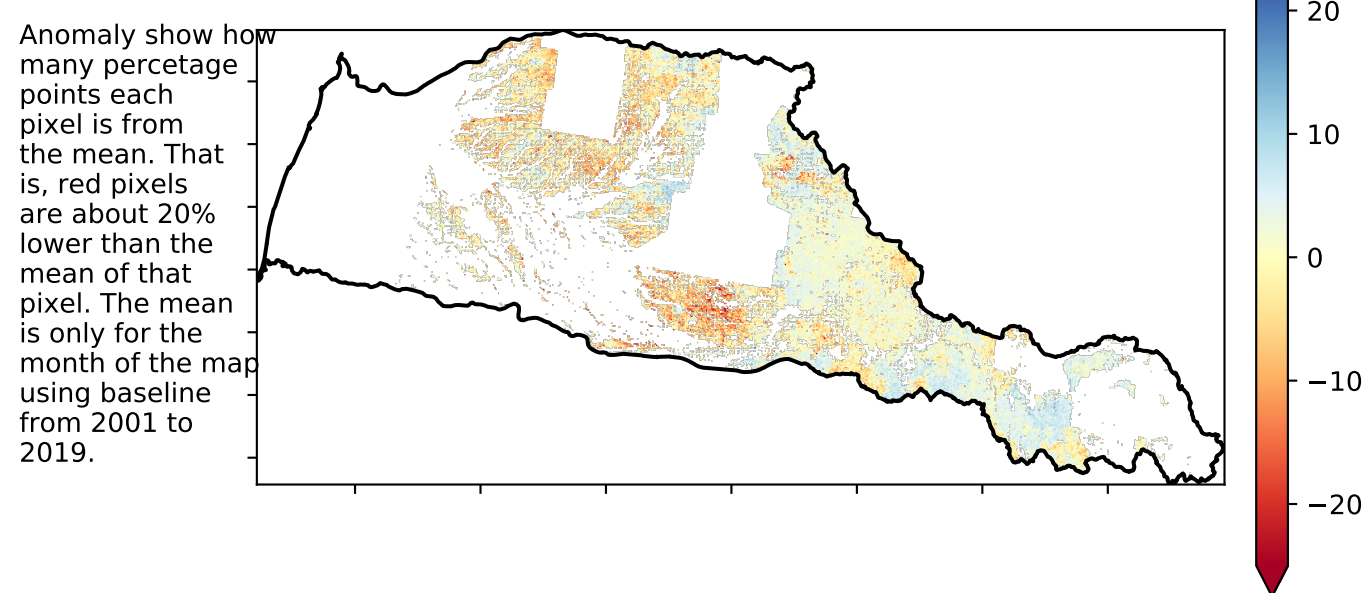 Anomaly show how
many percetage
points each
pixel is from
the mean. That
is, red pixels
are about 20%
lower than the
mean of that
pixel. The mean
is only for the
month of the map
using baseline
from 2001 to
2019.
20
10
0
−10
−20